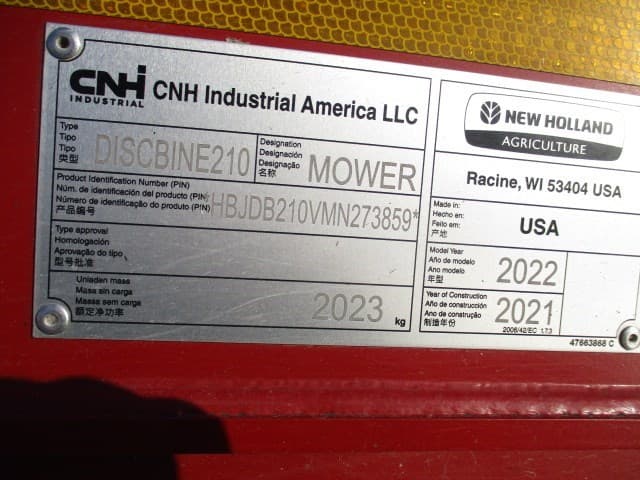 CNH
INDUSTRIAL
CNH Industrial America LLC
Type
Tipo
Tipo
类型
DISCBINE210
Designation
Designación
Designação
名称
MOWER
Product Identification Number (PIN)
Núm. de identificación del producto (PIN)
Número de identificação do produto (PIN)
产品编号
*HBJDB210VMN273859*
Type approval
Homologación
Aprovação do tipo
型号批准
Unladen mass
Masa sin carga
Massa sem carga
额定净功率
2023
kg
NEW HOLLAND
AGRICULTURE
Racine, WI 53404 USA
Made in:
Hecho en:
Feito em:
产地
USA
Model Year
Año de modelo
Ano modelo
年型
2022
Year of Construction
Año de construcción
Ano de construção
制造年份
2021
2006/42/EC 1.7.3
47663868 C